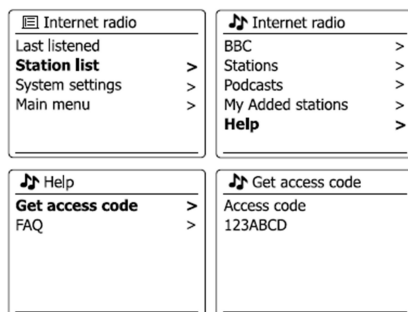 Internet radio
Last listened
Station list >
System settings >
Main menu >
Internet radio
BBC >
Stations >
Podcasts >
My Added stations >
Help >
Help
Get access code >
FAQ >
Get access code
Access code
123ABCD